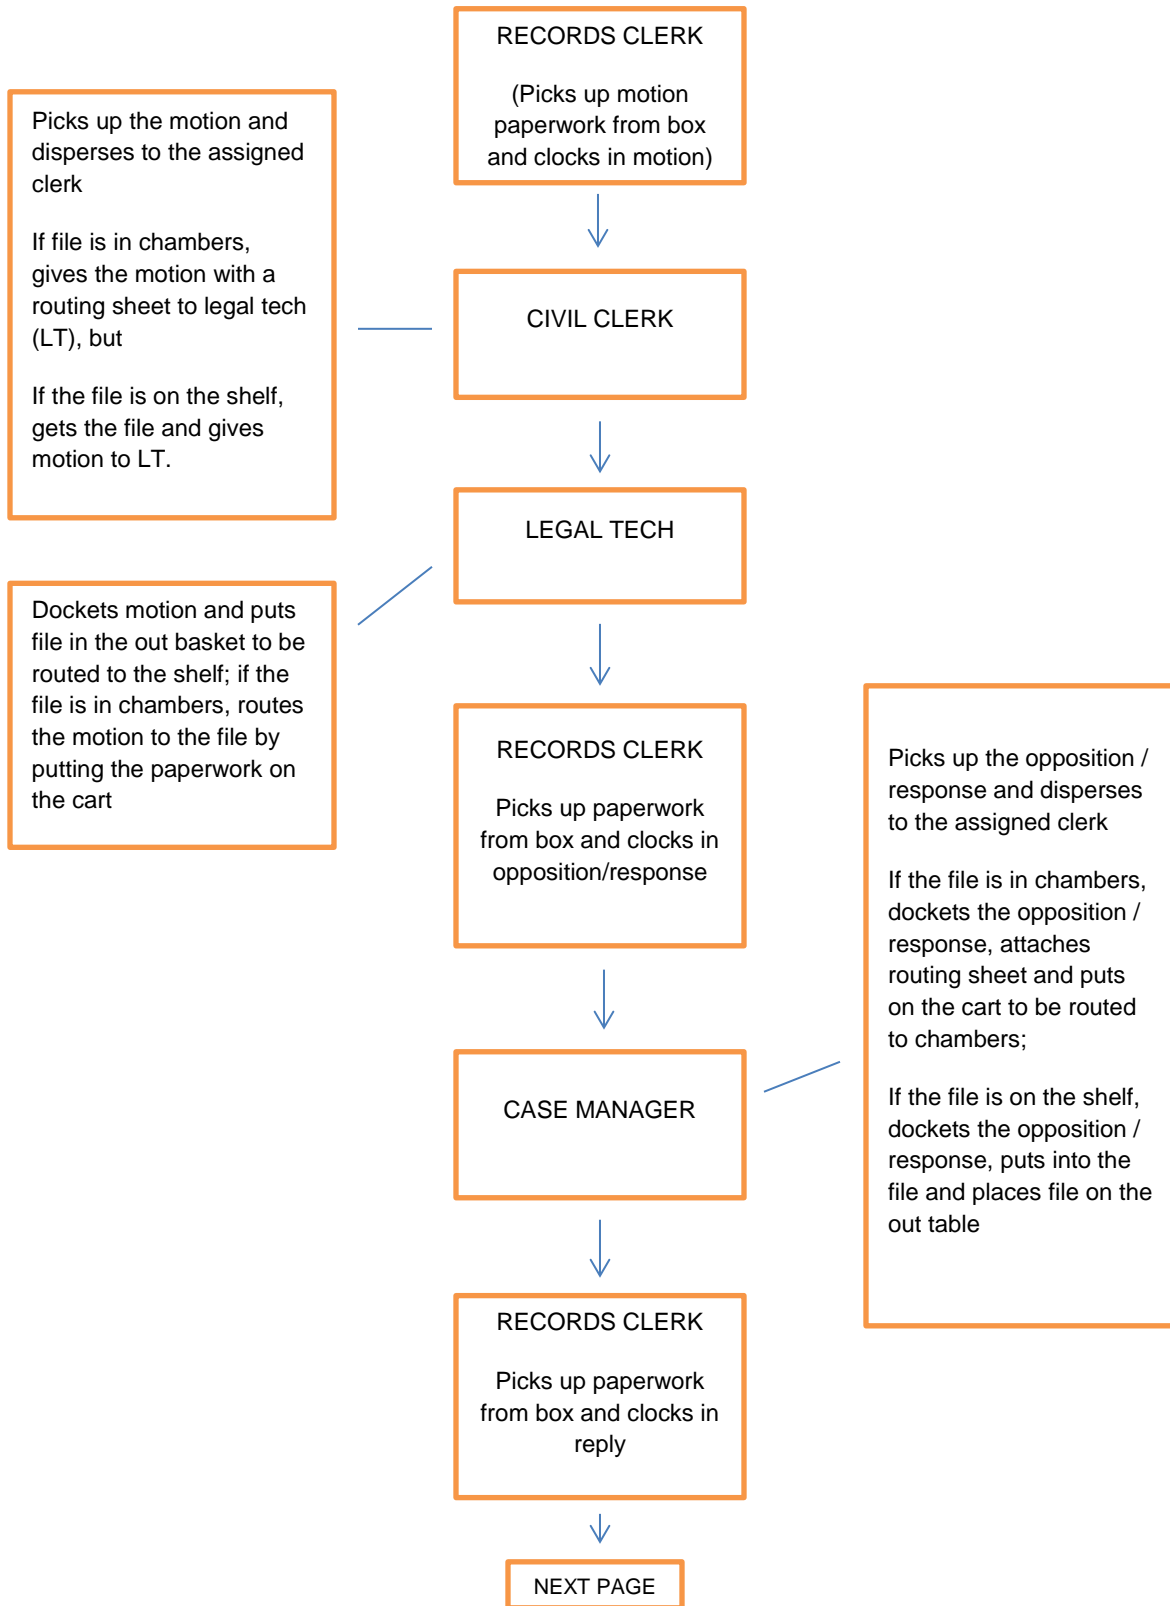 RECORDS CLERK
(Picks up motion
paperwork from box
and clocks in motion)
Picks up the motion and
disperses to the assigned
clerk
If file is in chambers,
gives the motion with a
routing sheet to legal tech
(LT), but
If the file is on the shelf,
gets the file and gives
motion to LT.
CIVIL CLERK
LEGAL TECH
Dockets motion and puts
file in the out basket to be
routed to the shelf; if the
file is in chambers, routes
the motion to the file by
putting the paperwork on
the cart
RECORDS CLERK
Picks up paperwork
from box and clocks in
opposition/response
Picks up the opposition /
response and disperses
to the assigned clerk
If the file is in chambers,
dockets the opposition /
response, attaches
routing sheet and puts
on the cart to be routed
to chambers;
If the file is on the shelf,
dockets the opposition /
response, puts into the
file and places file on the
out table
CASE MANAGER
RECORDS CLERK
Picks up paperwork
from box and clocks in
reply
NEXT PAGE